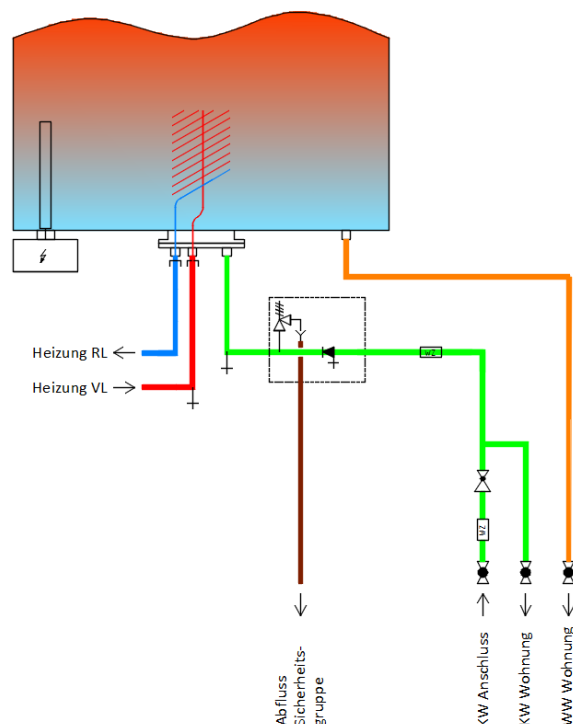 Heizung RL
Heizung VL
WZ
WZ
Abfluss
Sicherheits-
gruppe
KW Anschluss
KW Wohnung
WW Wohnung